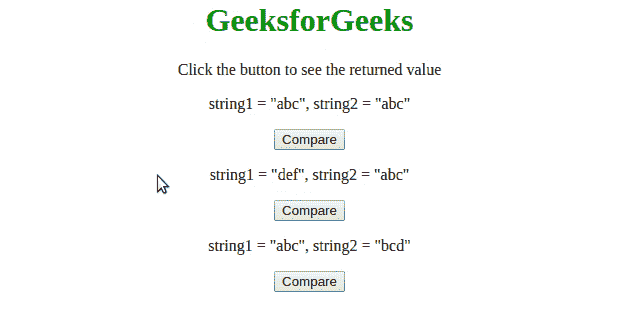 GeeksforGeeks
Click the button to see the returned value
string1 = "abc", string2 = "abc"
Compare
string1 = "def", string2 = "abc"
Compare
string1 = "abc", string2 = "bcd"
Compare